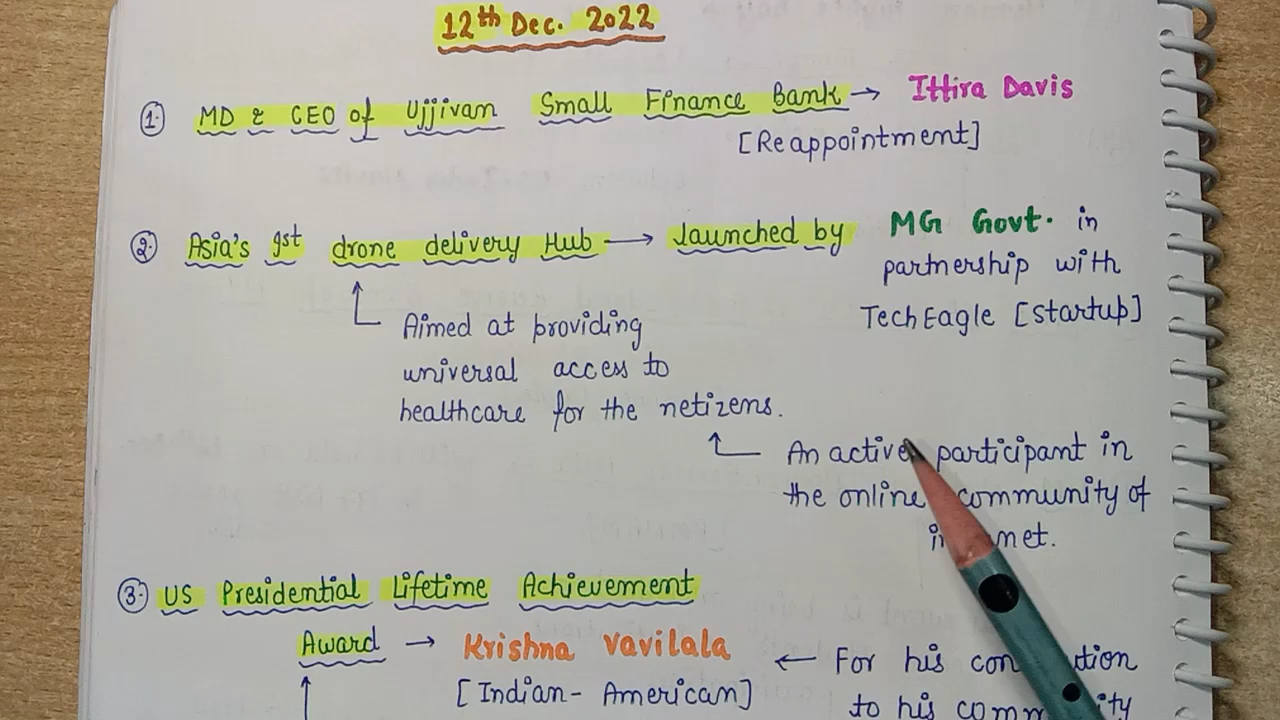 12th Dec. 2022
1. MD & CEO of Ujjivan Small Finance Bank → Ittira Davis
[Reappointment]
2. Asia's 1st drone delivery Hub → launched by MG Govt. in
partnership with
TechEagle [startup]
Aimed at providing
universal access to
healthcare for the netizens.
An active participant in
the online community of
3. US Presidential Lifetime Achievement
Award → Krishna Vavilala ← For his
[Indian-American] to his